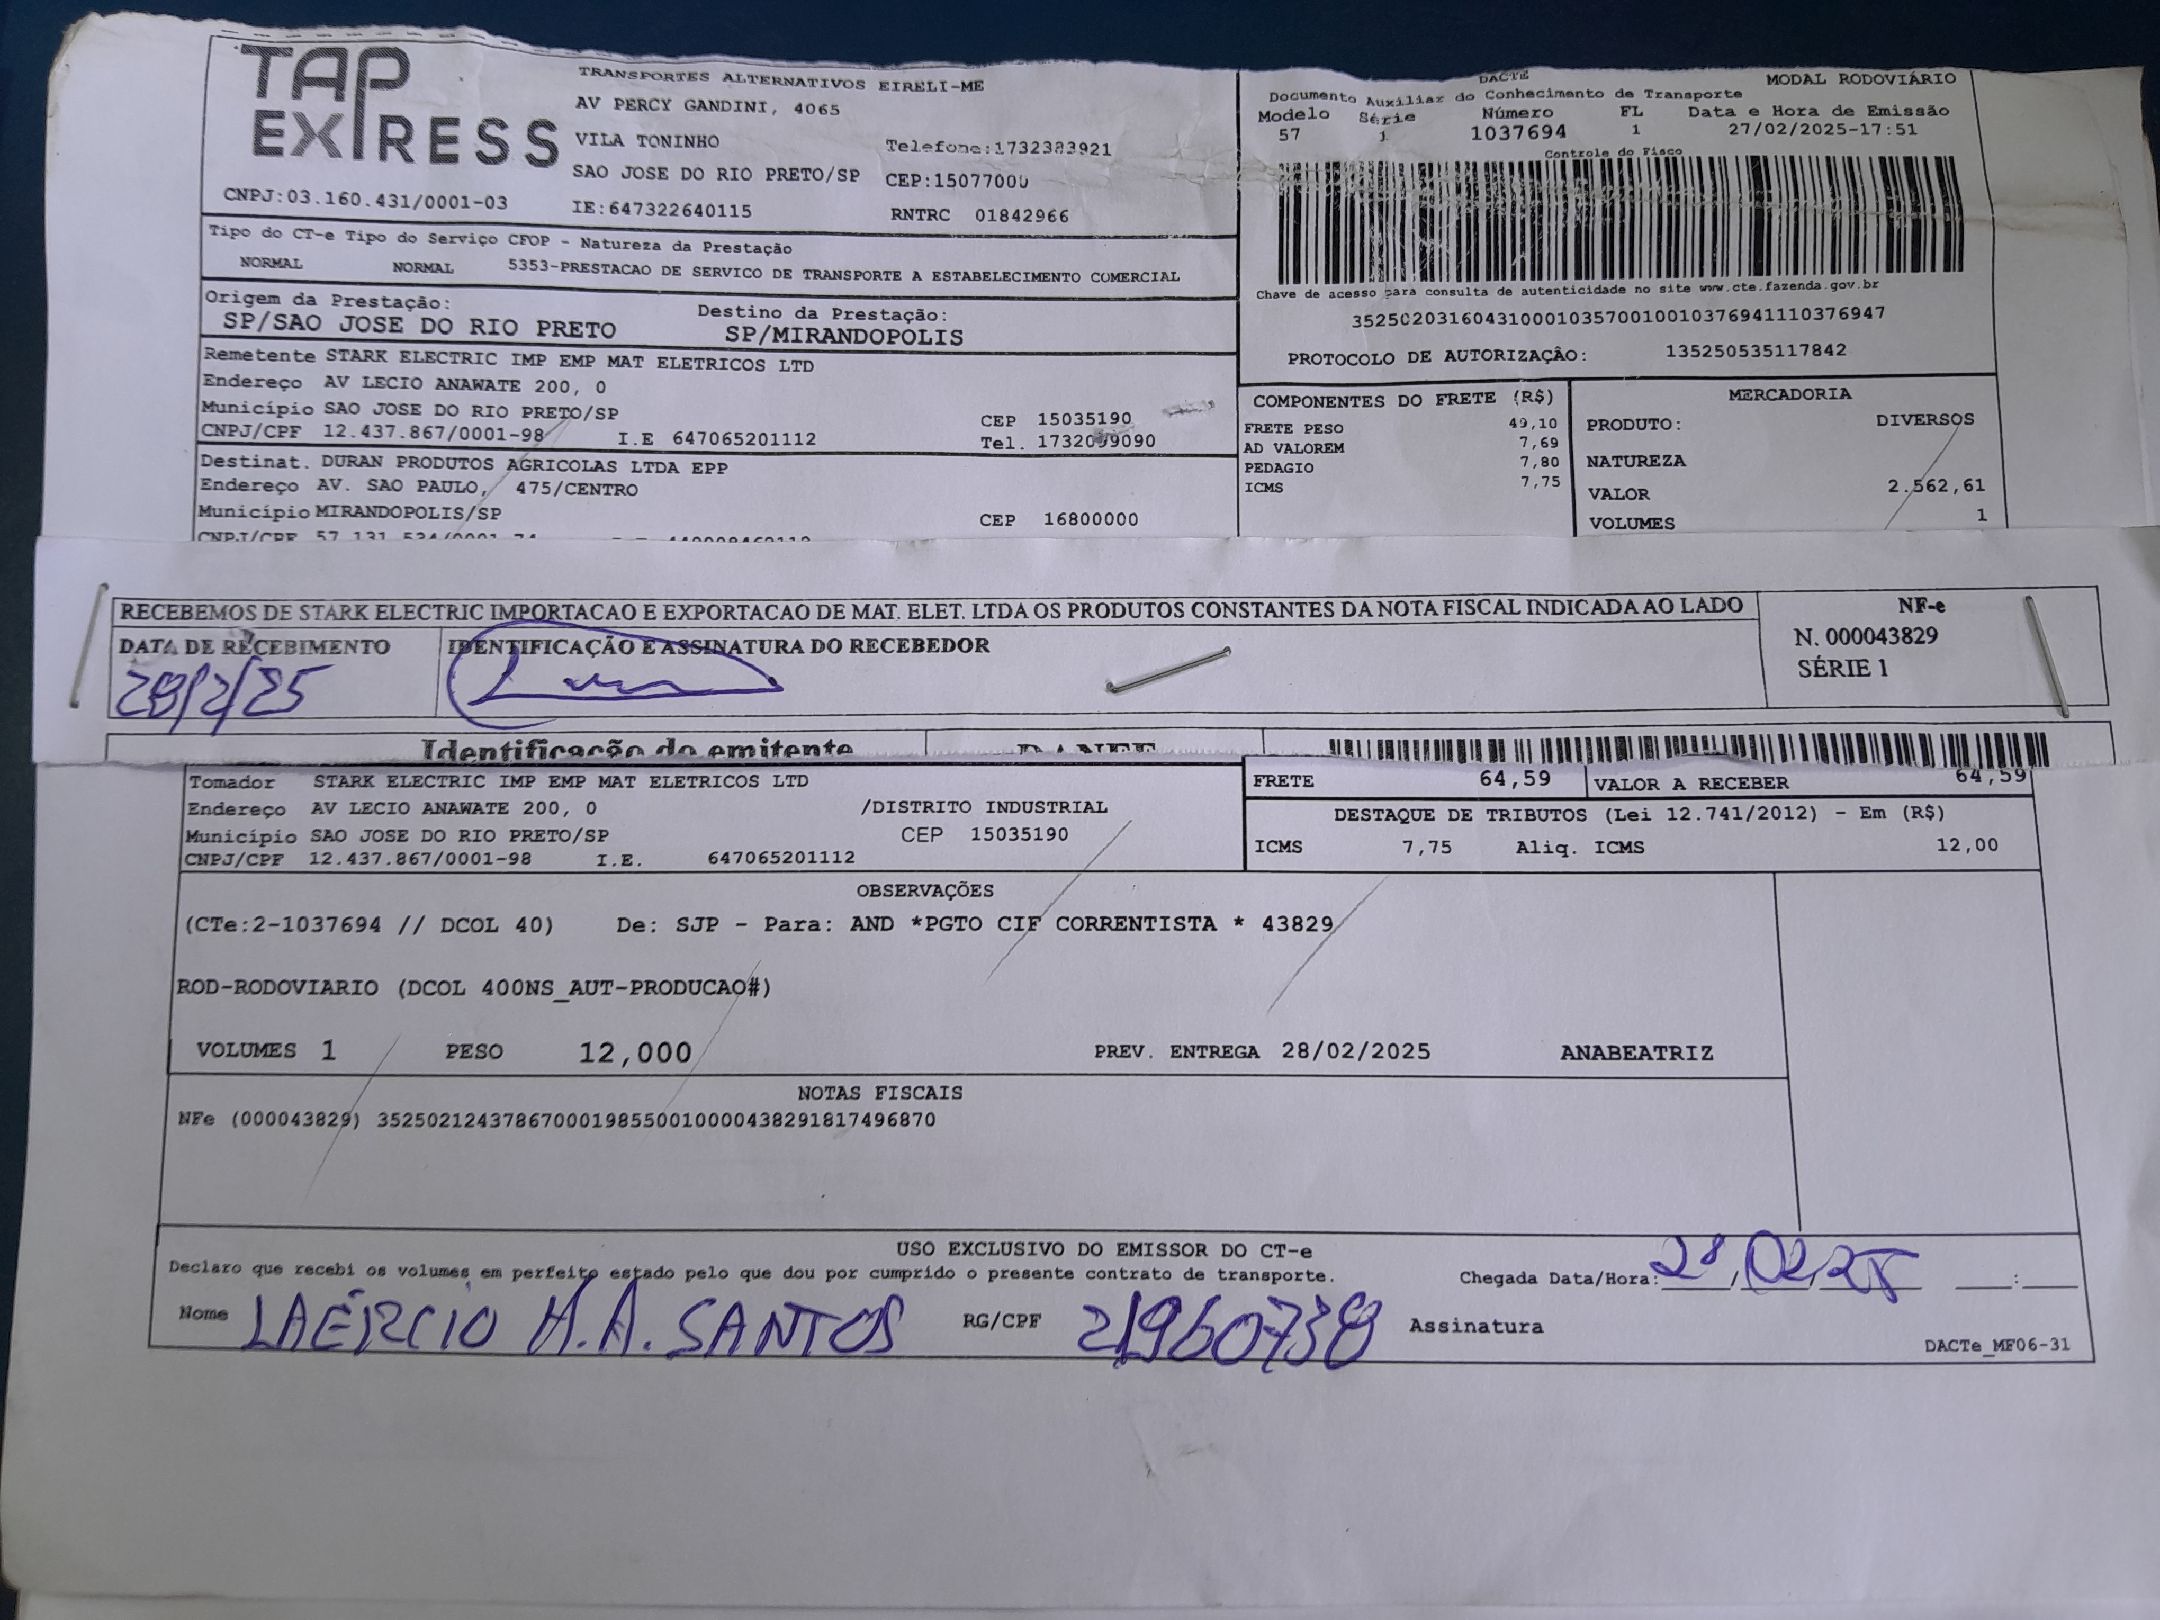 TAP EXPRESS
TRANSPORTES ALTERNATIVOS EIRELI-ME
AV PERCY GANDINI, 4065
VILA TONINHO Telefone:1732383921
SAO JOSE DO RIO PRETO/SP CEP:15077000
CNPJ:03.160.431/0001-03 IE:647322640115 RNTRC 01842966
DACTE MODAL RODOVIÁRIO
Documento Auxiliar do Conhecimento de Transporte
Modelo Série Número FL Data e Hora de Emissão
57 1 1037694 1 27/02/2025-17:51
Controle do Fisco
Chave de acesso para consulta de autenticidade no site www.cte.fazenda.gov.br
35250203160431000103570010010376941110376947
PROTOCOLO DE AUTORIZAÇÃO: 135250535117842
Tipo do CT-e Tipo do Serviço CFOP - Natureza da Prestação
NORMAL NORMAL 5353-PRESTACAO DE SERVICO DE TRANSPORTE A ESTABELECIMENTO COMERCIAL
Origem da Prestação: Destino da Prestação:
SP/SAO JOSE DO RIO PRETO SP/MIRANDOPOLIS
Remetente STARK ELECTRIC IMP EMP MAT ELETRICOS LTD
Endereço AV LECIO ANAWATE 200, 0
Município SAO JOSE DO RIO PRETO/SP CEP 15035190
CNPJ/CPF 12.437.867/0001-98 I.E 647065201112 Tel. 1732099090
Destinat. DURAN PRODUTOS AGRICOLAS LTDA EPP
Endereço AV. SAO PAULO, 475/CENTRO
Município MIRANDOPOLIS/SP CEP 16800000
CNPJ/CPF
COMPONENTES DO FRETE (R$)
FRETE PESO 49,10
AD VALOREM 7,69
PEDAGIO 7,80
ICMS 7,75
MERCADORIA
PRODUTO: DIVERSOS
NATUREZA
VALOR 2.562,61
VOLUMES 1
RECEBEMOS DE STARK ELECTRIC IMPORTACAO E EXPORTACAO DE MAT. ELET. LTDA OS PRODUTOS CONSTANTES DA NOTA FISCAL INDICADA AO LADO
NF-e
N. 000043829
SÉRIE 1
DATA DE RECEBIMENTO IDENTIFICAÇÃO E ASSINATURA DO RECEBEDOR
28/2/25
Identificação do emitente DANFE
Tomador STARK ELECTRIC IMP EMP MAT ELETRICOS LTD
Endereço AV LECIO ANAWATE 200, 0 /DISTRITO INDUSTRIAL
Município SAO JOSE DO RIO PRETO/SP CEP 15035190
CNPJ/CPF 12.437.867/0001-98 I.E. 647065201112
FRETE 64,59 VALOR A RECEBER 64,59
DESTAQUE DE TRIBUTOS (Lei 12.741/2012) - Em (R$)
ICMS 7,75 Aliq. ICMS 12,00
OBSERVAÇÕES
(CTe:2-1037694 // DCOL 40) De: SJP - Para: AND *PGTO CIF CORRENTISTA * 43829
ROD-RODOVIARIO (DCOL 400NS_AUT-PRODUCAO#)
VOLUMES 1 PESO 12,000 PREV. ENTREGA 28/02/2025 ANABEATRIZ
NOTAS FISCAIS
NFe (000043829) 35250212437867000198550010000438291817496870
USO EXCLUSIVO DO EMISSOR DO CT-e
Declaro que recebi os volumes em perfeito estado pelo que dou por cumprido o presente contrato de transporte. Chegada Data/Hora: 28/02/25 :
Nome LAÉRCIO H.A. SANTOS RG/CPF 21960738 Assinatura
DACTe_MF06-31